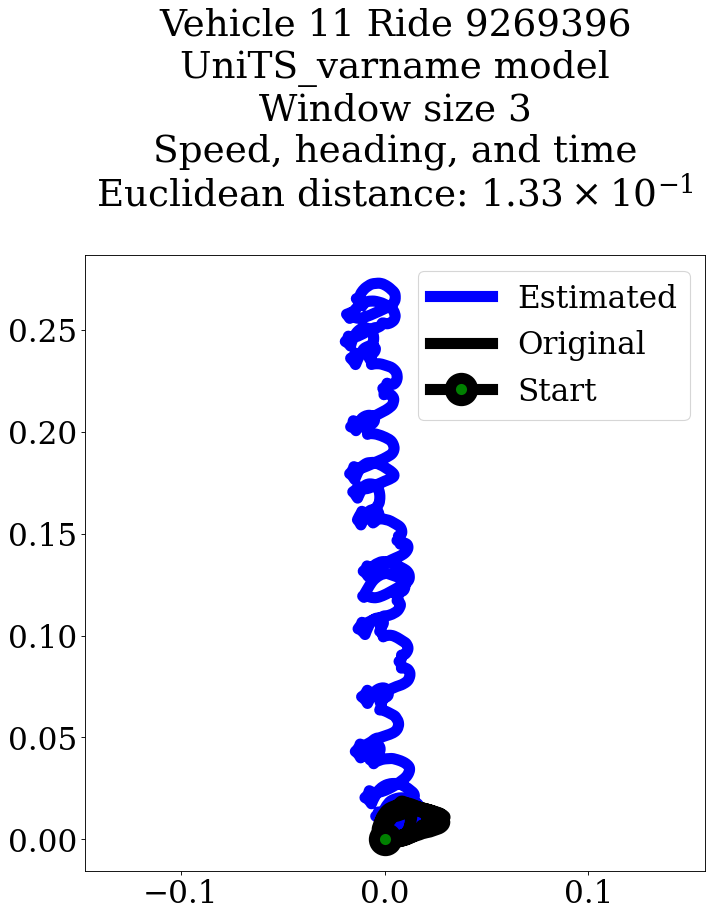 Vehicle 11 Ride 9269396
UniTS_varname model
Window size 3
Speed, heading, and time
Euclidean distance: 1.33 × 10⁻¹
Estimated
Original
Start
0.25
0.20
0.15
0.10
0.05
0.00
−0.1
0.0
0.1